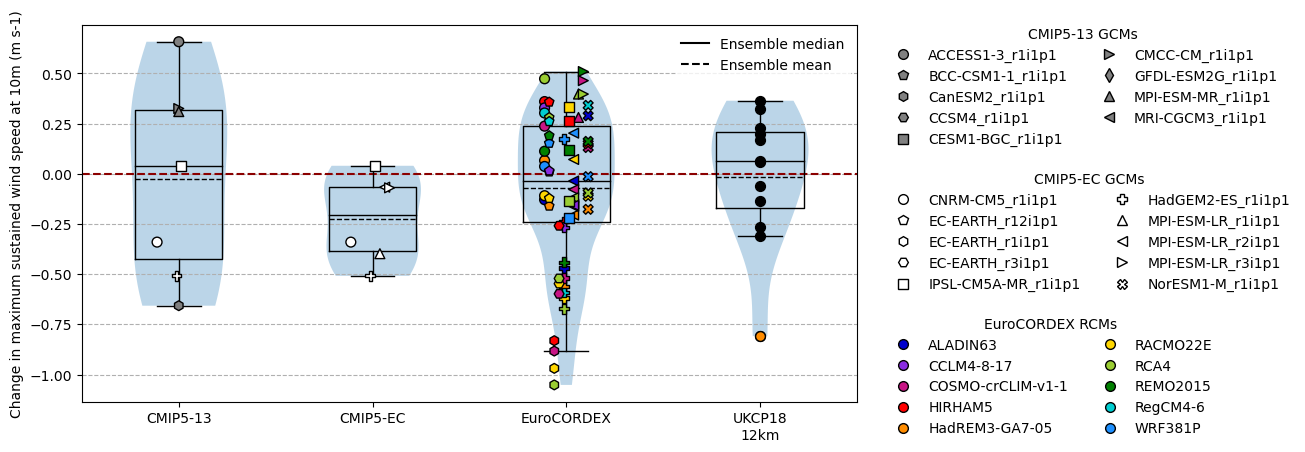 Change in maximum sustained wind speed at 10m (m s-1)
0.50
0.25
0.00
−0.25
−0.50
−0.75
−1.00
Ensemble median
Ensemble mean
CMIP5-13
CMIP5-EC
EuroCORDEX
UKCP18
12km
CMIP5-13 GCMs
ACCESS1-3_r1i1p1
BCC-CSM1-1_r1i1p1
CanESM2_r1i1p1
CCSM4_r1i1p1
CESM1-BGC_r1i1p1
CMCC-CM_r1i1p1
GFDL-ESM2G_r1i1p1
MPI-ESM-MR_r1i1p1
MRI-CGCM3_r1i1p1
CMIP5-EC GCMs
CNRM-CM5_r1i1p1
EC-EARTH_r12i1p1
EC-EARTH_r1i1p1
EC-EARTH_r3i1p1
IPSL-CM5A-MR_r1i1p1
HadGEM2-ES_r1i1p1
MPI-ESM-LR_r1i1p1
MPI-ESM-LR_r2i1p1
MPI-ESM-LR_r3i1p1
NorESM1-M_r1i1p1
EuroCORDEX RCMs
ALADIN63
CCLM4-8-17
COSMO-crCLIM-v1-1
HIRHAM5
HadREM3-GA7-05
RACMO22E
RCA4
REMO2015
RegCM4-6
WRF381P